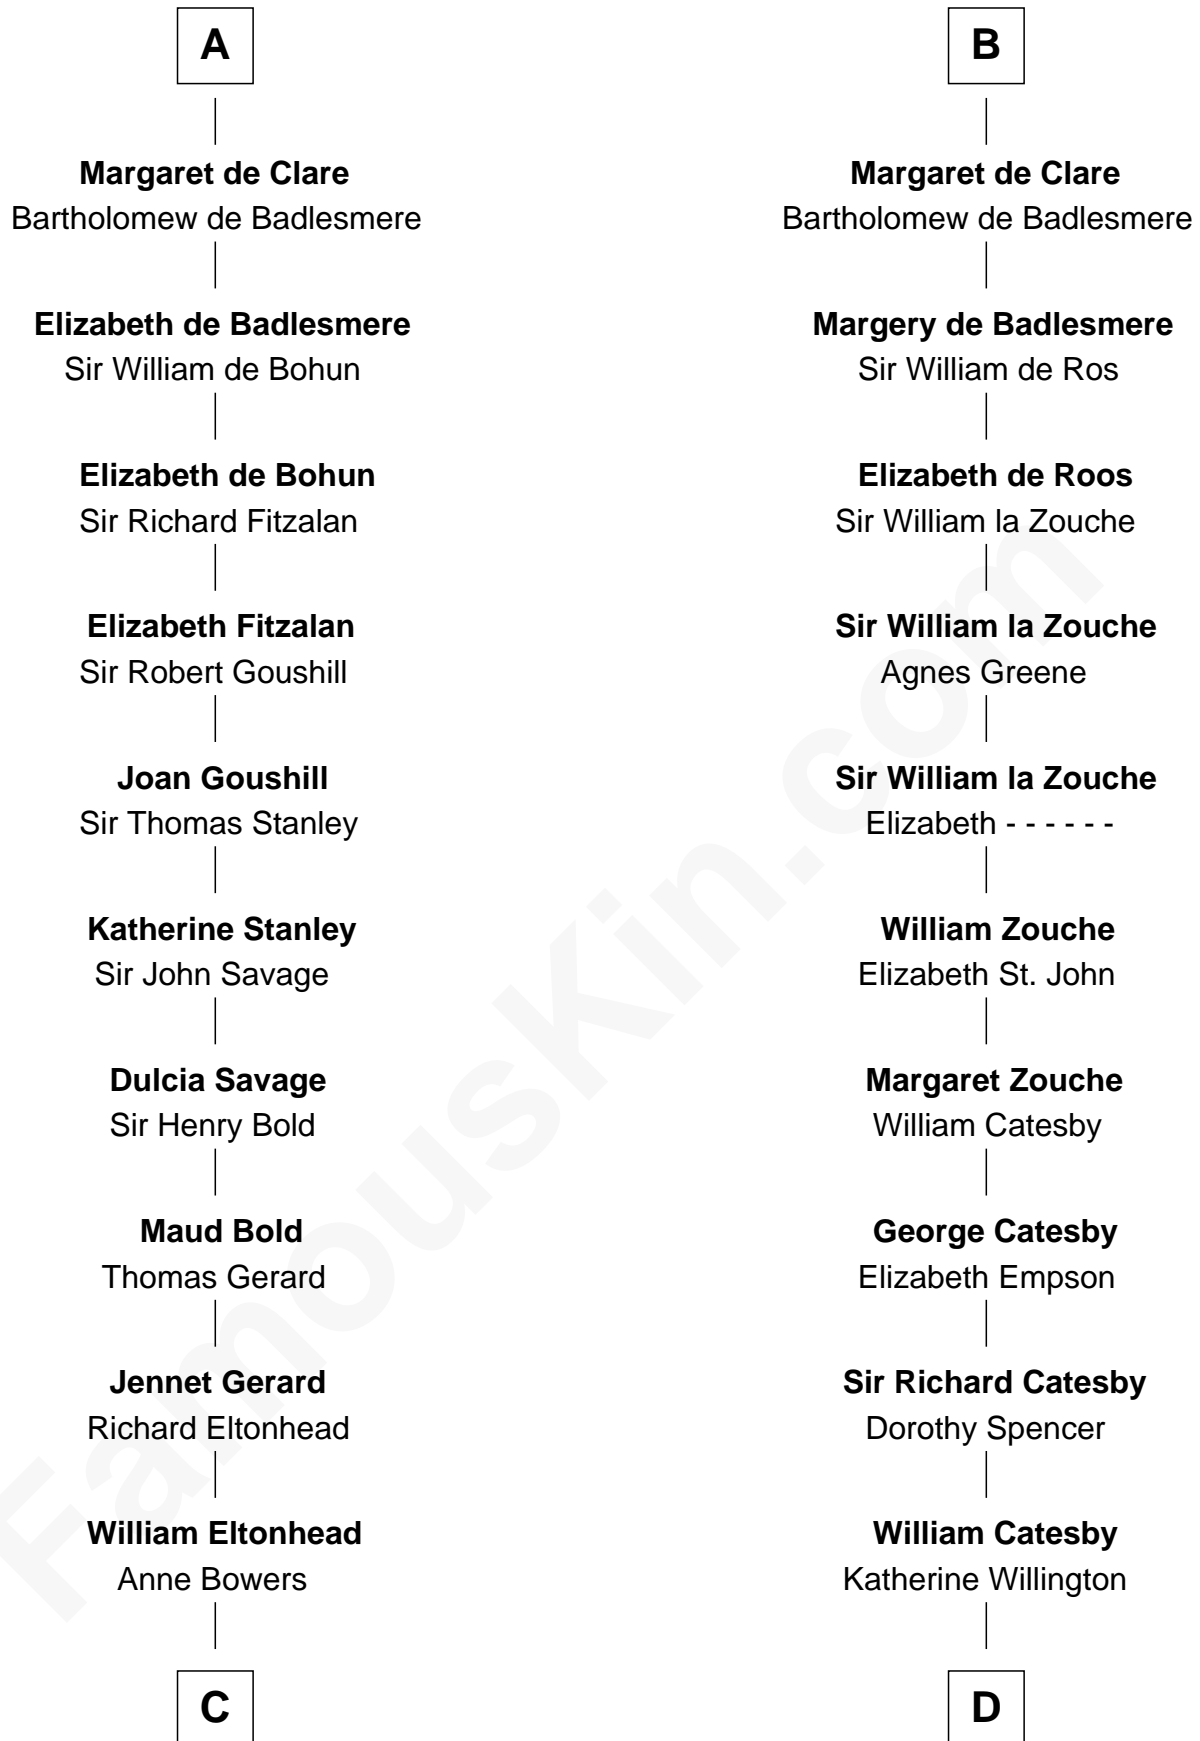 A
Margaret de Clare
Bartholomew de Badlesmere
Elizabeth de Badlesmere
Sir William de Bohun
Elizabeth de Bohun
Sir Richard Fitzalan
Elizabeth Fitzalan
Sir Robert Goushill
Joan Goushill
Sir Thomas Stanley
Katherine Stanley
Sir John Savage
Dulcia Savage
Sir Henry Bold
Maud Bold
Thomas Gerard
Jennet Gerard
Richard Eltonhead
William Eltonhead
Anne Bowers
C
B
Margaret de Clare
Bartholomew de Badlesmere
Margery de Badlesmere
Sir William de Ros
Elizabeth de Roos
Sir William la Zouche
Sir William la Zouche
Agnes Greene
Sir William la Zouche
Elizabeth - - - - - -
William Zouche
Elizabeth St. John
Margaret Zouche
William Catesby
George Catesby
Elizabeth Empson
Sir Richard Catesby
Dorothy Spencer
William Catesby
Katherine Willington
D
FamousKin.com